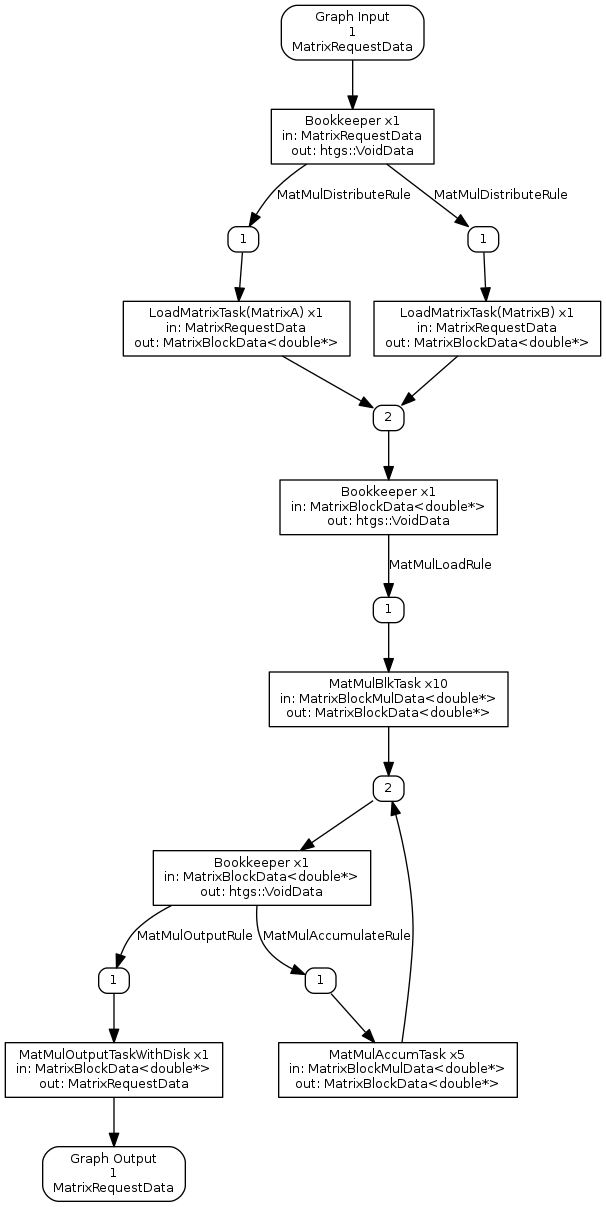 Graph Input
1
MatrixRequestData
Bookkeeper x1
in: MatrixRequestData
out: htgs::VoidData
MatMulDistributeRule
MatMulDistributeRule
1
1
LoadMatrixTask(MatrixA) x1
in: MatrixRequestData
out: MatrixBlockData<double*>
LoadMatrixTask(MatrixB) x1
in: MatrixRequestData
out: MatrixBlockData<double*>
2
Bookkeeper x1
in: MatrixBlockData<double*>
out: htgs::VoidData
MatMulLoadRule
1
MatMulBlkTask x10
in: MatrixBlockMulData<double*>
out: MatrixBlockData<double*>
2
Bookkeeper x1
in: MatrixBlockData<double*>
out: htgs::VoidData
MatMulOutputRule
MatMulAccumulateRule
1
1
MatMulOutputTaskWithDisk x1
in: MatrixBlockData<double*>
out: MatrixRequestData
MatMulAccumTask x5
in: MatrixBlockMulData<double*>
out: MatrixBlockData<double*>
Graph Output
1
MatrixRequestData